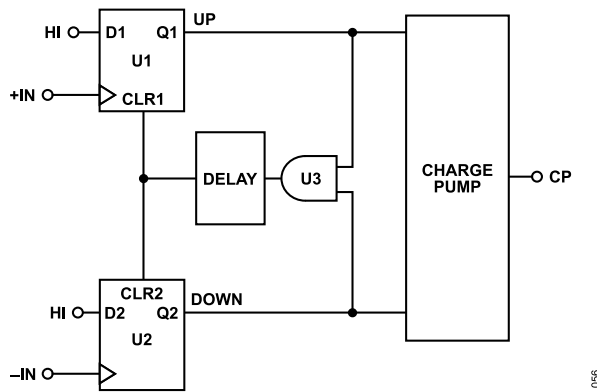 UP
HI D1 Q1
U1
+IN CLR1
DELAY U3 CHARGE
PUMP CP
CLR2 DOWN
HI D2 Q2
U2
–IN
056